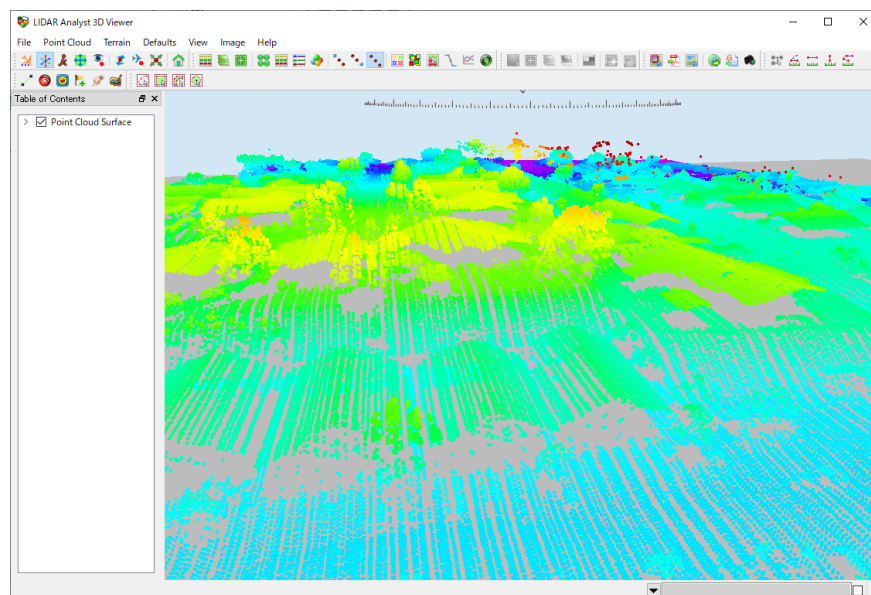 LIDAR Analyst 3D Viewer
File Point Cloud Terrain Defaults View Image Help
Table of Contents
Point Cloud Surface